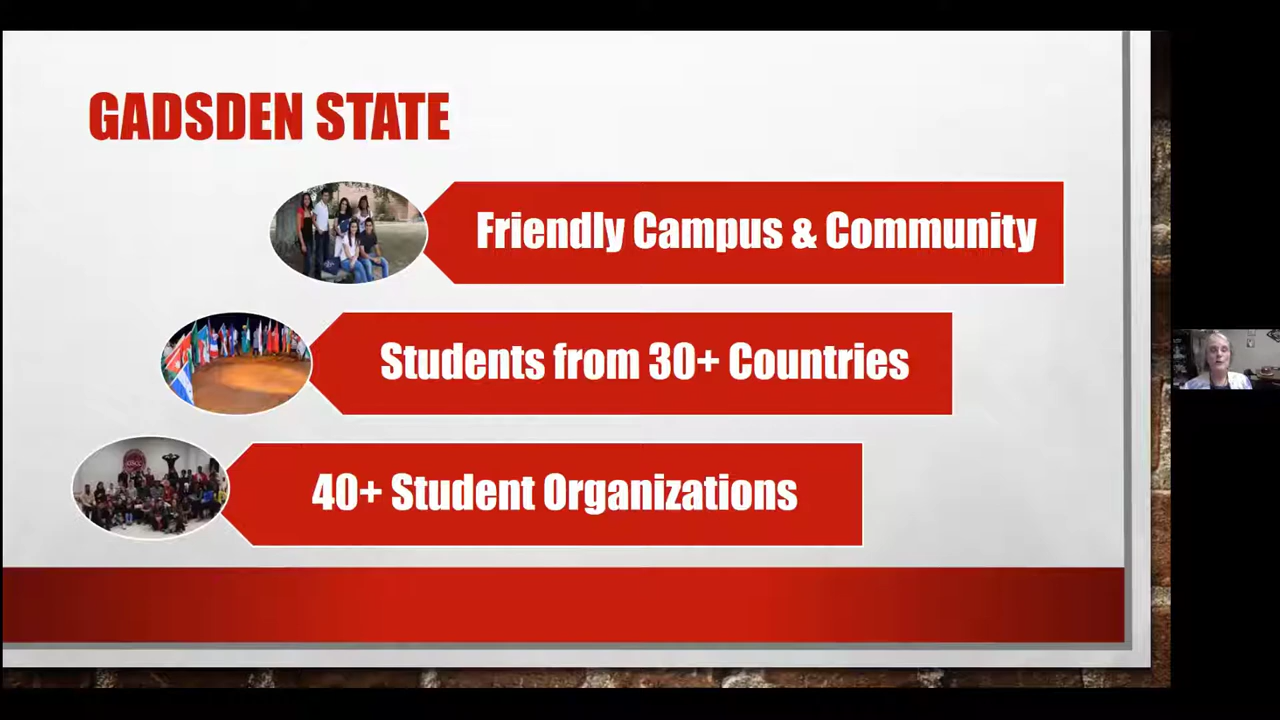 GADSDEN STATE
Friendly Campus & Community
Students from 30+ Countries
40+ Student Organizations